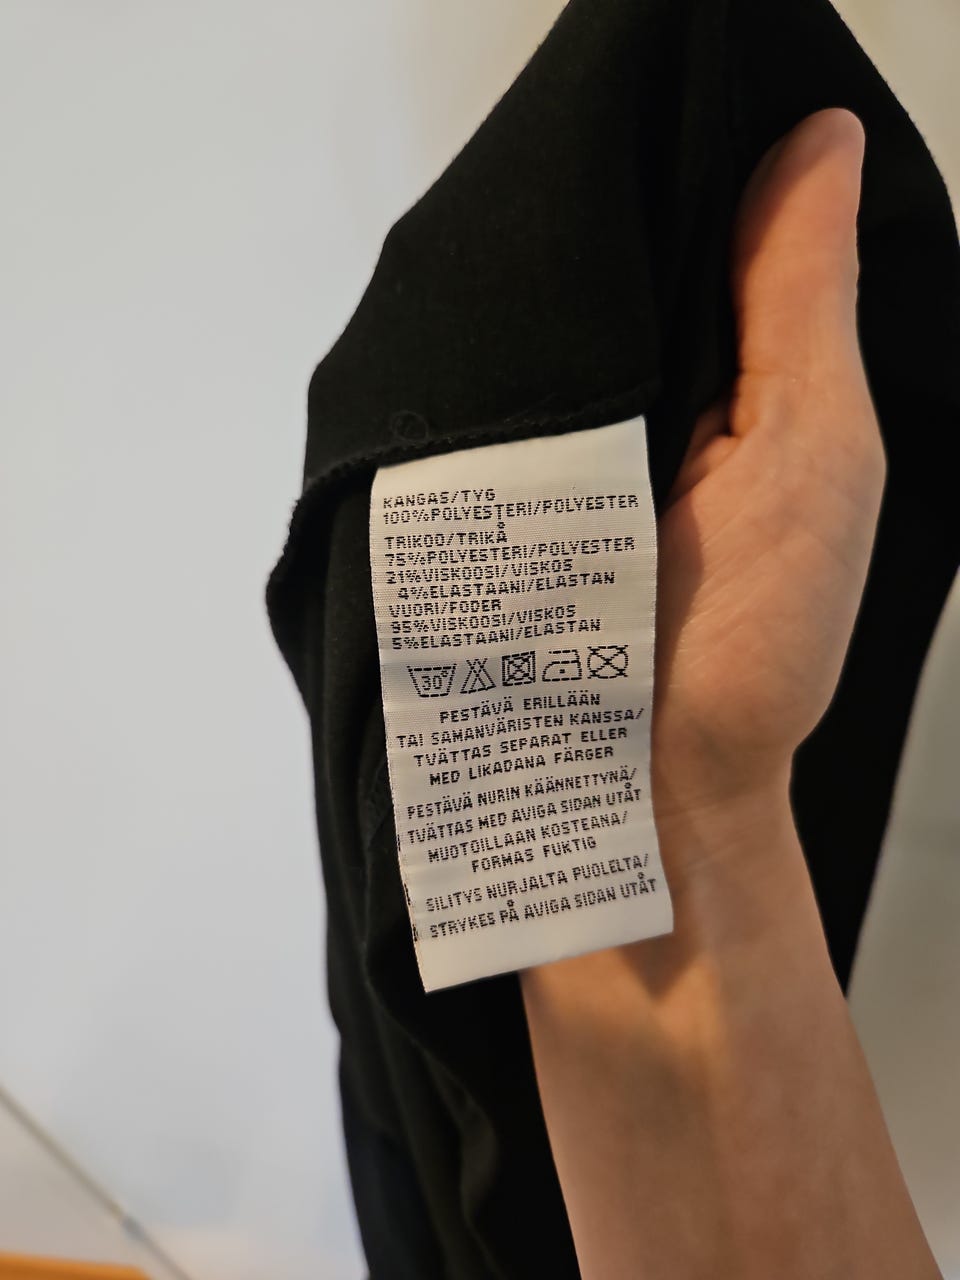 KANGAS/TYG
100%POLYESTERI/POLYESTER
TRIKOO/TRIKÅ
75%POLYESTERI/POLYESTER
21%VISKOOSI/VISKOS
4%ELASTAANI/ELASTAN
VUORI/FODER
95%VISKOOSI/VISKOS
5%ELASTAANI/ELASTAN
30°
PESTÄVÄ ERILLÄÄN
TAI SAMANVÄRISTEN KANSSA/
TVÄTTAS SEPARAT ELLER
MED LIKADANA FÄRGER
PESTÄVÄ NURIN KÄÄNNETTYNÄ/
TVÄTTAS MED AVIGA SIDAN UTÅT
MUOTOILLAAN KOSTEANA/
FORMAS FUKTIG
SILITYS NURJALTA PUOLELTA/
STRYKES PÅ AVIGA SIDAN UTÅT